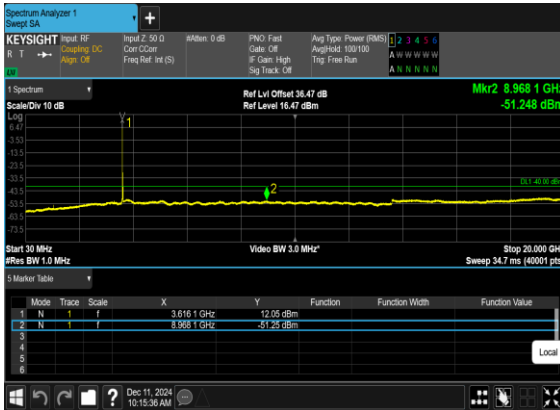 Spectrum Analyzer 1
Swept SA
+
KEYSIGHT Input: RF Input Z: 50 Ω #Atten: 0 dB PNO: Fast Avg Type: Power (RMS) 1 2 3 4 5 6
R T Coupling: DC Corr CCorr Gate: Off Avg|Hold: 100/100 A W W W W W
Align: Off Freq Ref: Int (S) IF Gain: High Trig: Free Run
LW Sig Track: Off A N N N N N
1 Spectrum Ref Lvl Offset 36.47 dB Mkr2 8.968 1 GHz
Scale/Div 10 dB Ref Level 16.47 dBm -51.248 dBm
Log
6.47
-3.53
-13.5
-23.5
-33.5
-43.5
-53.5
-63.5
-73.5
1
2
DL1 -40.00 dBm
Start 30 MHz Video BW 3.0 MHz* Stop 20.000 GHz
#Res BW 1.0 MHz Sweep 34.7 ms (40001 pts)
5 Marker Table
Mode Trace Scale X Y Function Function Width Function Value
1 N 1 f 3.616 1 GHz 12.05 dBm
2 N 1 f 8.968 1 GHz -51.25 dBm
3
4
5
6
Local
? Dec 11, 2024
10:15:36 AM